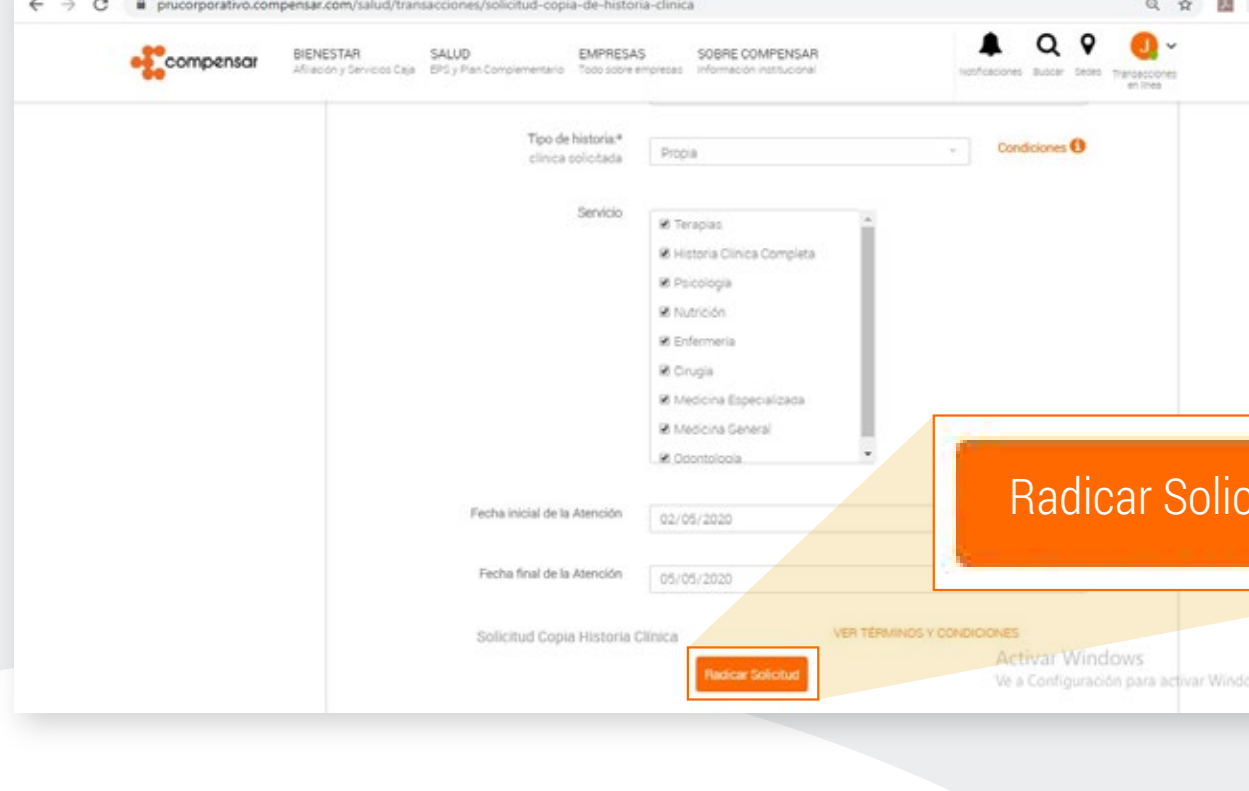 prucorporativo.compensar.com/salud/transacciones/solicitud-copia-de-historia-clinica
compensar
BIENESTAR
Afiliación y Servicios Caja
SALUD
EPS y Plan Complementario
EMPRESAS
Todo sobre empresas
SOBRE COMPENSAR
Información institucional
Notificaciones
Buscar
Sedes
J
Transacciones
en línea
Tipo de historia:*
clínica solicitada
Propia
Condiciones
Servicio
Terapias
Historia Clinica Completa
Psicología
Nutrición
Enfermería
Cirugía
Medicina Especializada
Medicina General
Odontología
Fecha inicial de la Atención
02/05/2020
Fecha final de la Atención
05/05/2020
Radicar Solic
Solicitud Copia Historia Clínica
VER TÉRMINOS Y CONDICIONES
Radicar Solicitud
Activar Windows
Ve a Configuración para activar Windo